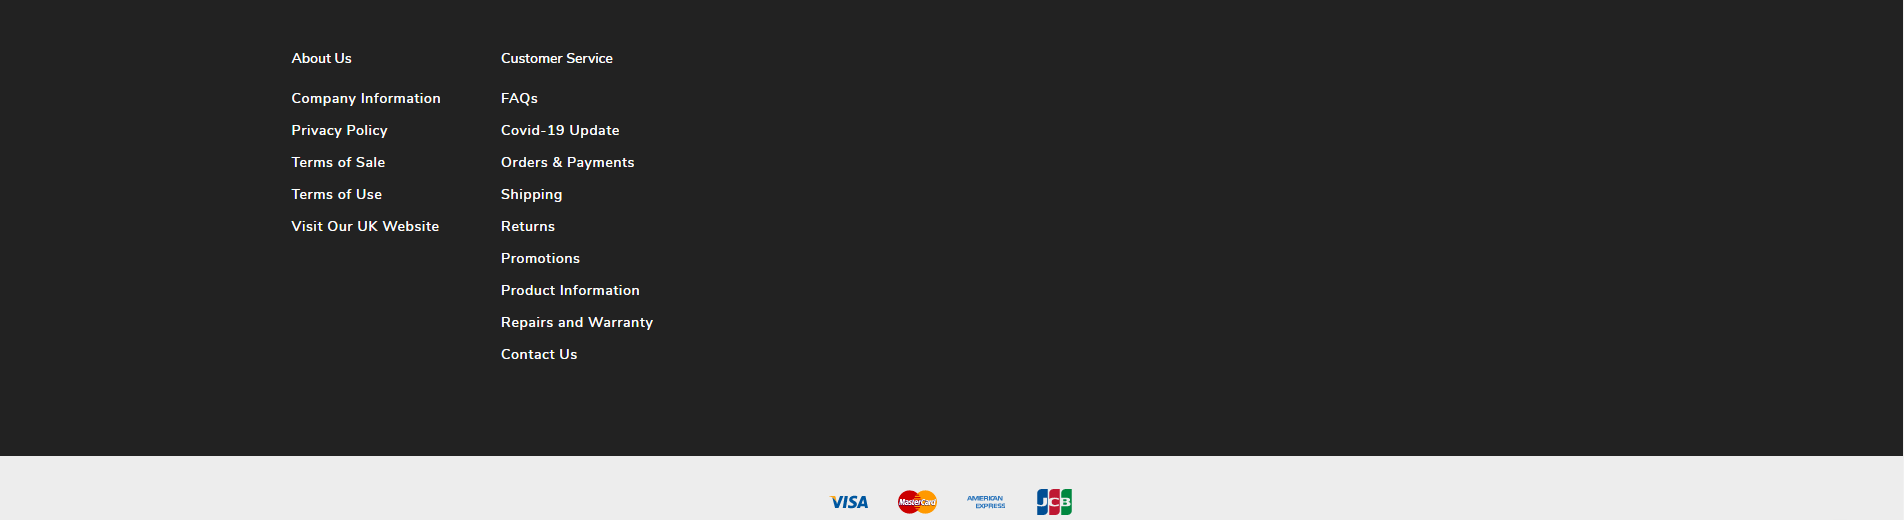 About Us
Company Information
Privacy Policy
Terms of Sale
Terms of Use
Visit Our UK Website
Customer Service
FAQs
Covid-19 Update
Orders & Payments
Shipping
Returns
Promotions
Product Information
Repairs and Warranty
Contact Us
VISA
MasterCard
AMERICAN
EXPRESS
JCB